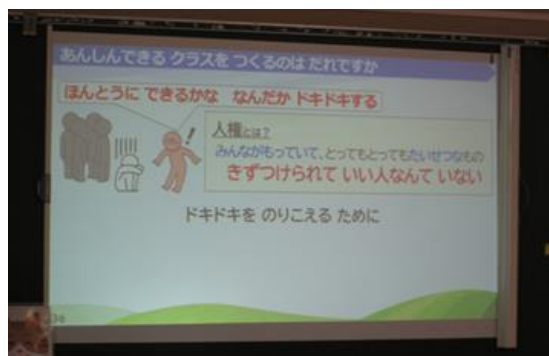 あんしんできる クラスを つくるのは だれですか
ほんとうに できるかな なんだか ドキドキする
人権とは？
みんながもっていて、とってもとってもたいせつなもの
きずつけられて いい人なんて いない
ドキドキを のりこえる ために
36